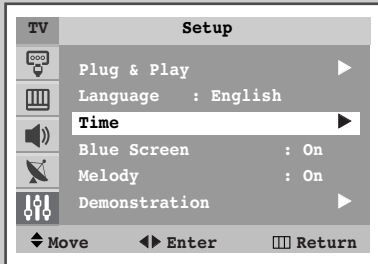 TV Setup
Plug & Play
Language : English
Time
Blue Screen : On
Melody : On
Demonstration
Move Enter Return